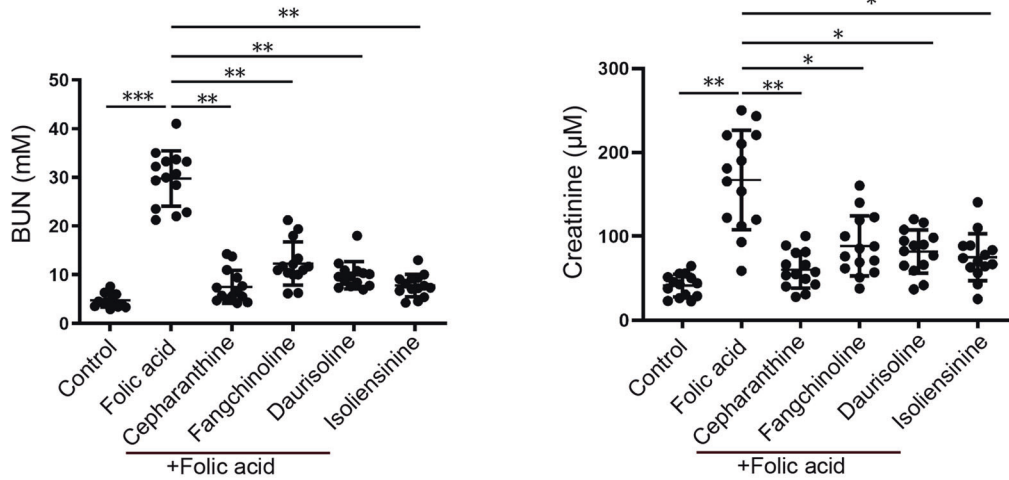 **
**
**
*** **
BUN (mM)
50
40
30
20
10
0
Control
Folic acid
Cepharanthine
Fangchinoline
Daurisoline
Isoliensinine
+Folic acid
*
*
*
** **
Creatinine (μM)
300
200
100
0
Control
Folic acid
Cepharanthine
Fangchinoline
Daurisoline
Isoliensinine
+Folic acid